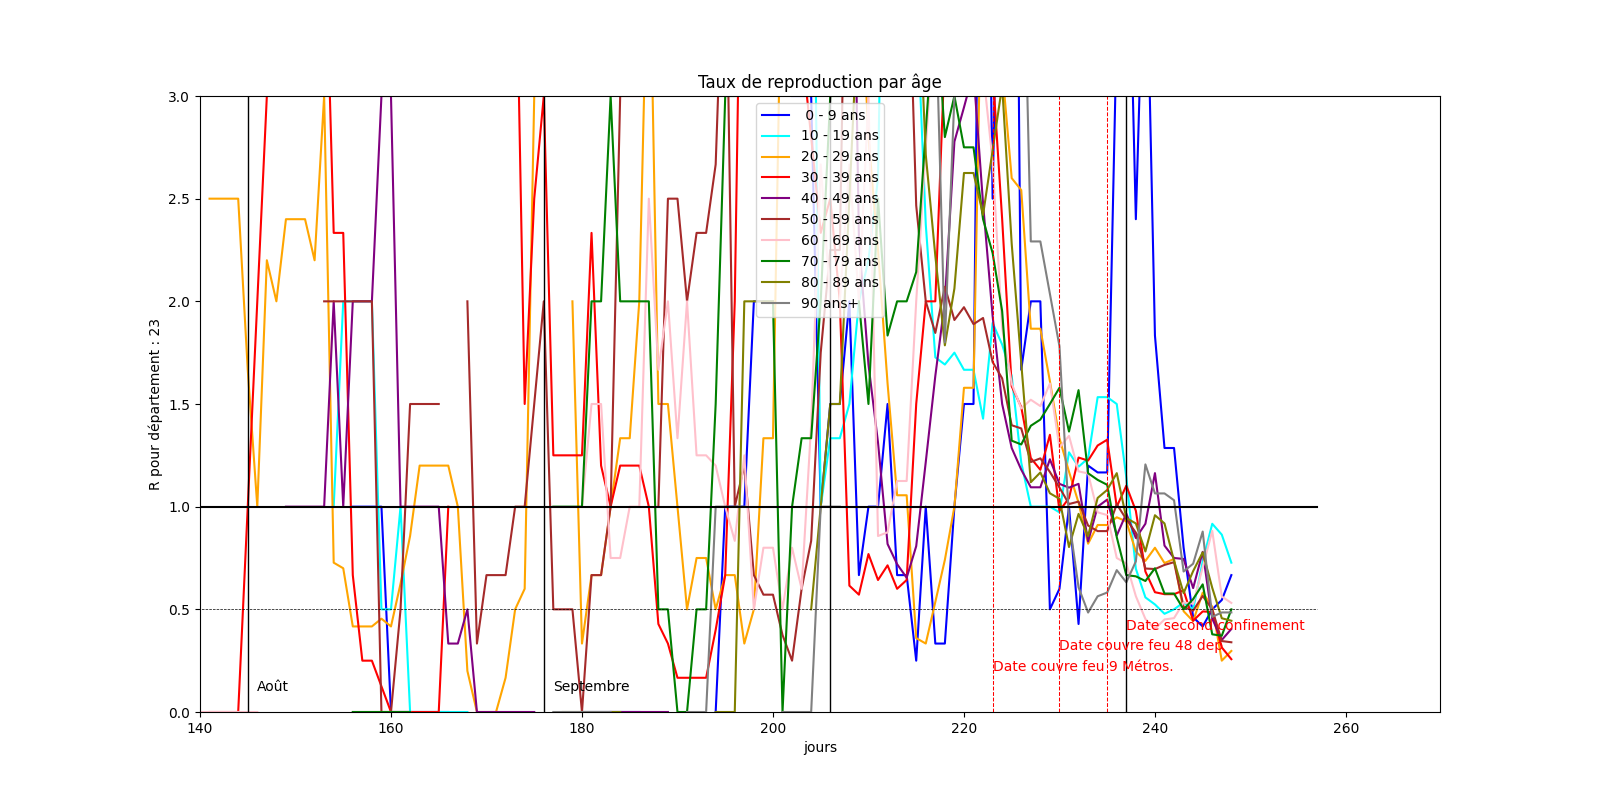 Taux de reproduction par âge
3.0
2.5
2.0
1.5
1.0
0.5
0.0
R pour département : 23
0 - 9 ans
10 - 19 ans
20 - 29 ans
30 - 39 ans
40 - 49 ans
50 - 59 ans
60 - 69 ans
70 - 79 ans
80 - 89 ans
90 ans+
Date second confinement
Date couvre feu 48 dep.
Date couvre feu 9 Métros.
Août
Septembre
140
160
180
200
220
240
260
jours